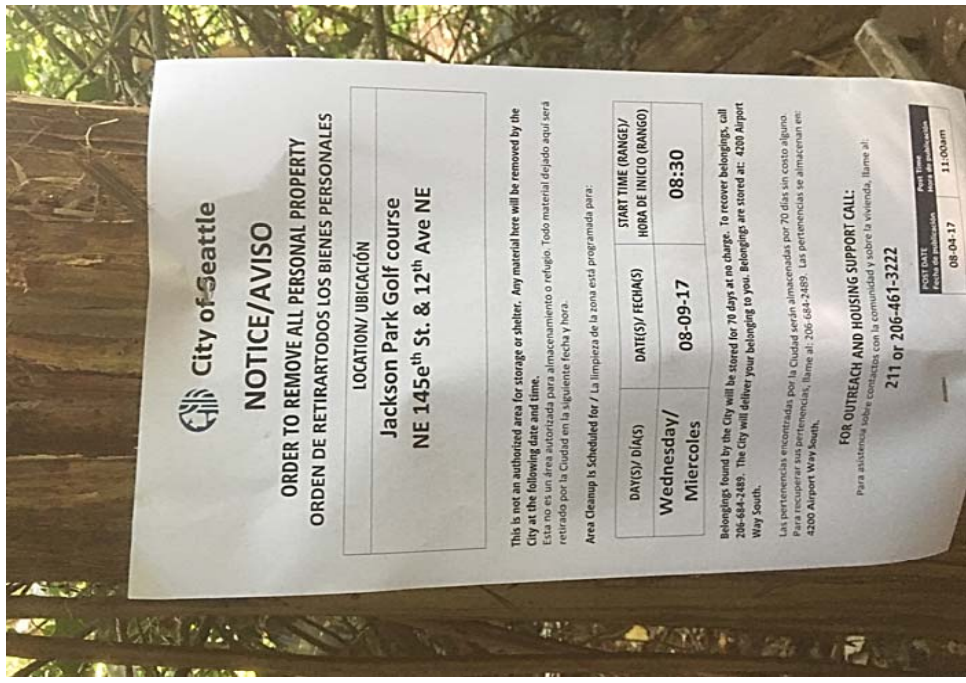 City of Seattle
NOTICE/AVISO
ORDER TO REMOVE ALL PERSONAL PROPERTY
ORDEN DE RETIRARTODOS LOS BIENES PERSONALES
LOCATION/ UBICACIÓN
Jackson Park Golf course
NE 145eth St. & 12th Ave NE
This is not an authorized area for storage or shelter. Any material here will be removed by the
City at the following date and time.
Esta no es un área autorizada para almacenamiento o refugio. Todo material dejado aquí será
retirado por la Ciudad en la siguiente fecha y hora.
Area Cleanup Is Scheduled for / La limpieza de la zona está programada para:
DAY(S)/ DÍA(S) DATE(S)/ FECHA(S) START TIME (RANGE)/
HORA DE INICIO (RANGO)
Wednesday/ 08-09-17 08:30
Miercoles
Belongings found by the City will be stored for 70 days at no charge. To recover belongings, call
206-684-2489. The City will deliver your belonging to you. Belongings are stored at: 4200 Airport
Way South.
Las pertenencias encontradas por la Ciudad serán almacenadas por 70 días sin costo alguno.
Para recuperar sus pertenencias, llame al: 206-684-2489. Las pertenencias se almacenan en:
4200 Airport Way South.
FOR OUTREACH AND HOUSING SUPPORT CALL:
Para asistencia sobre contactos con la comunidad y sobre la vivienda, llame al:
211 or 206-461-3222
POST DATE Post Time
Fecha de publicación Hora de publicación
08-04-17 11:00am